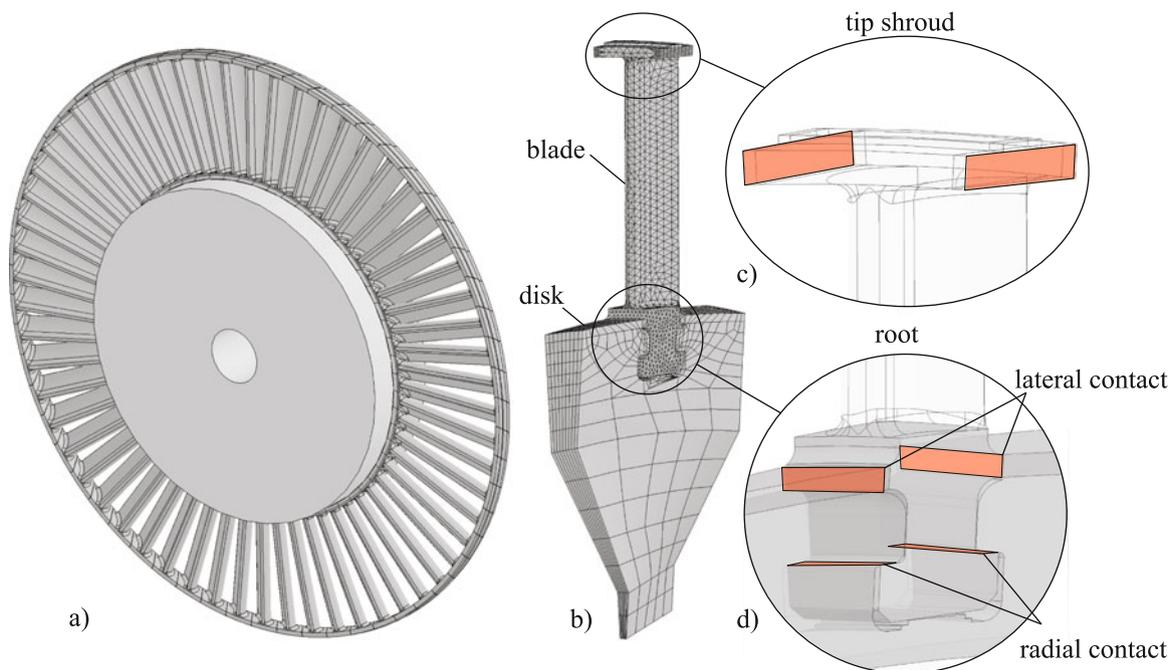 tip shroud
blade
c)
disk
root
lateral contact
a)
b)
d)
radial contact